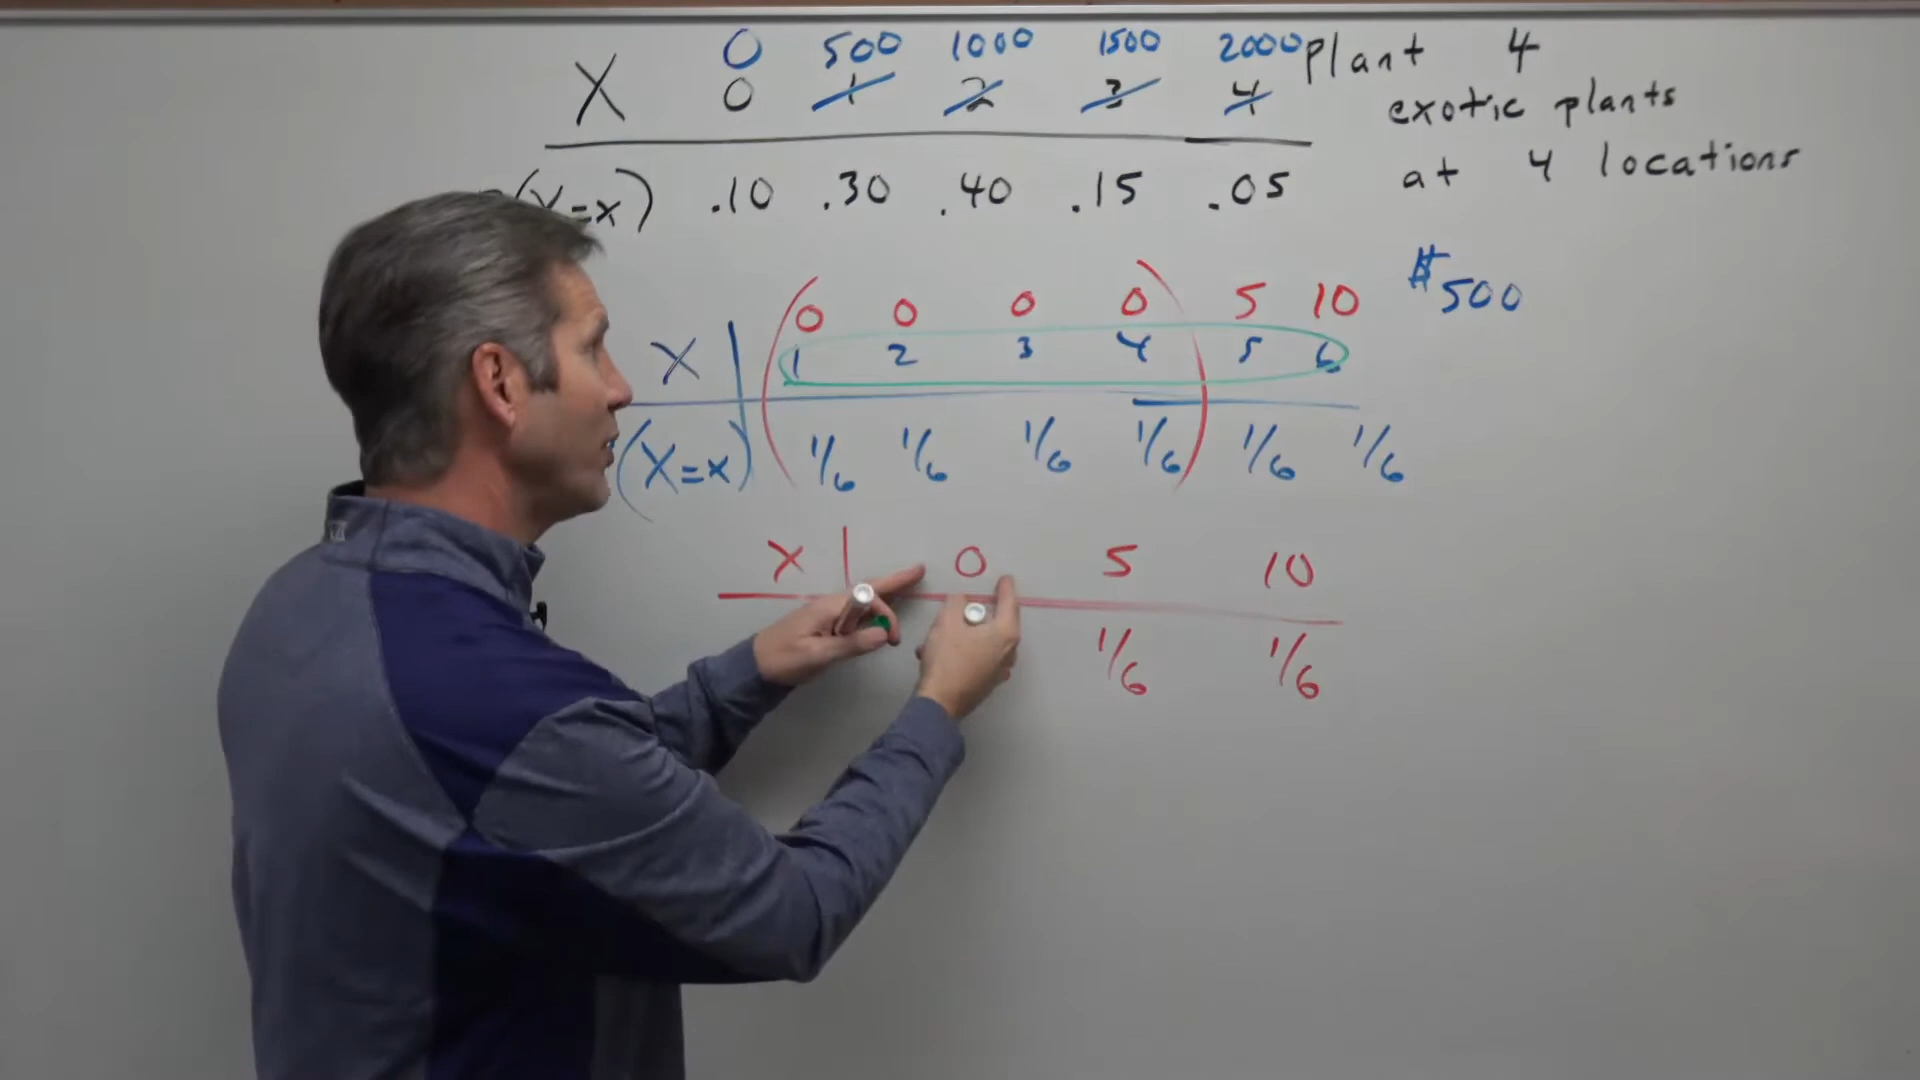 0 500 1000 1500 2000
X 0 1 2 3 4
(X=x) .10 .30 .40 .15 .05
plant 4
exotic plants
at 4 locations
$500
0 0 0 0 5 10
X 1 2 3 4 5 6
(X=x) 1/6 1/6 1/6 1/6 1/6 1/6
X 0 5 10
1/6 1/6